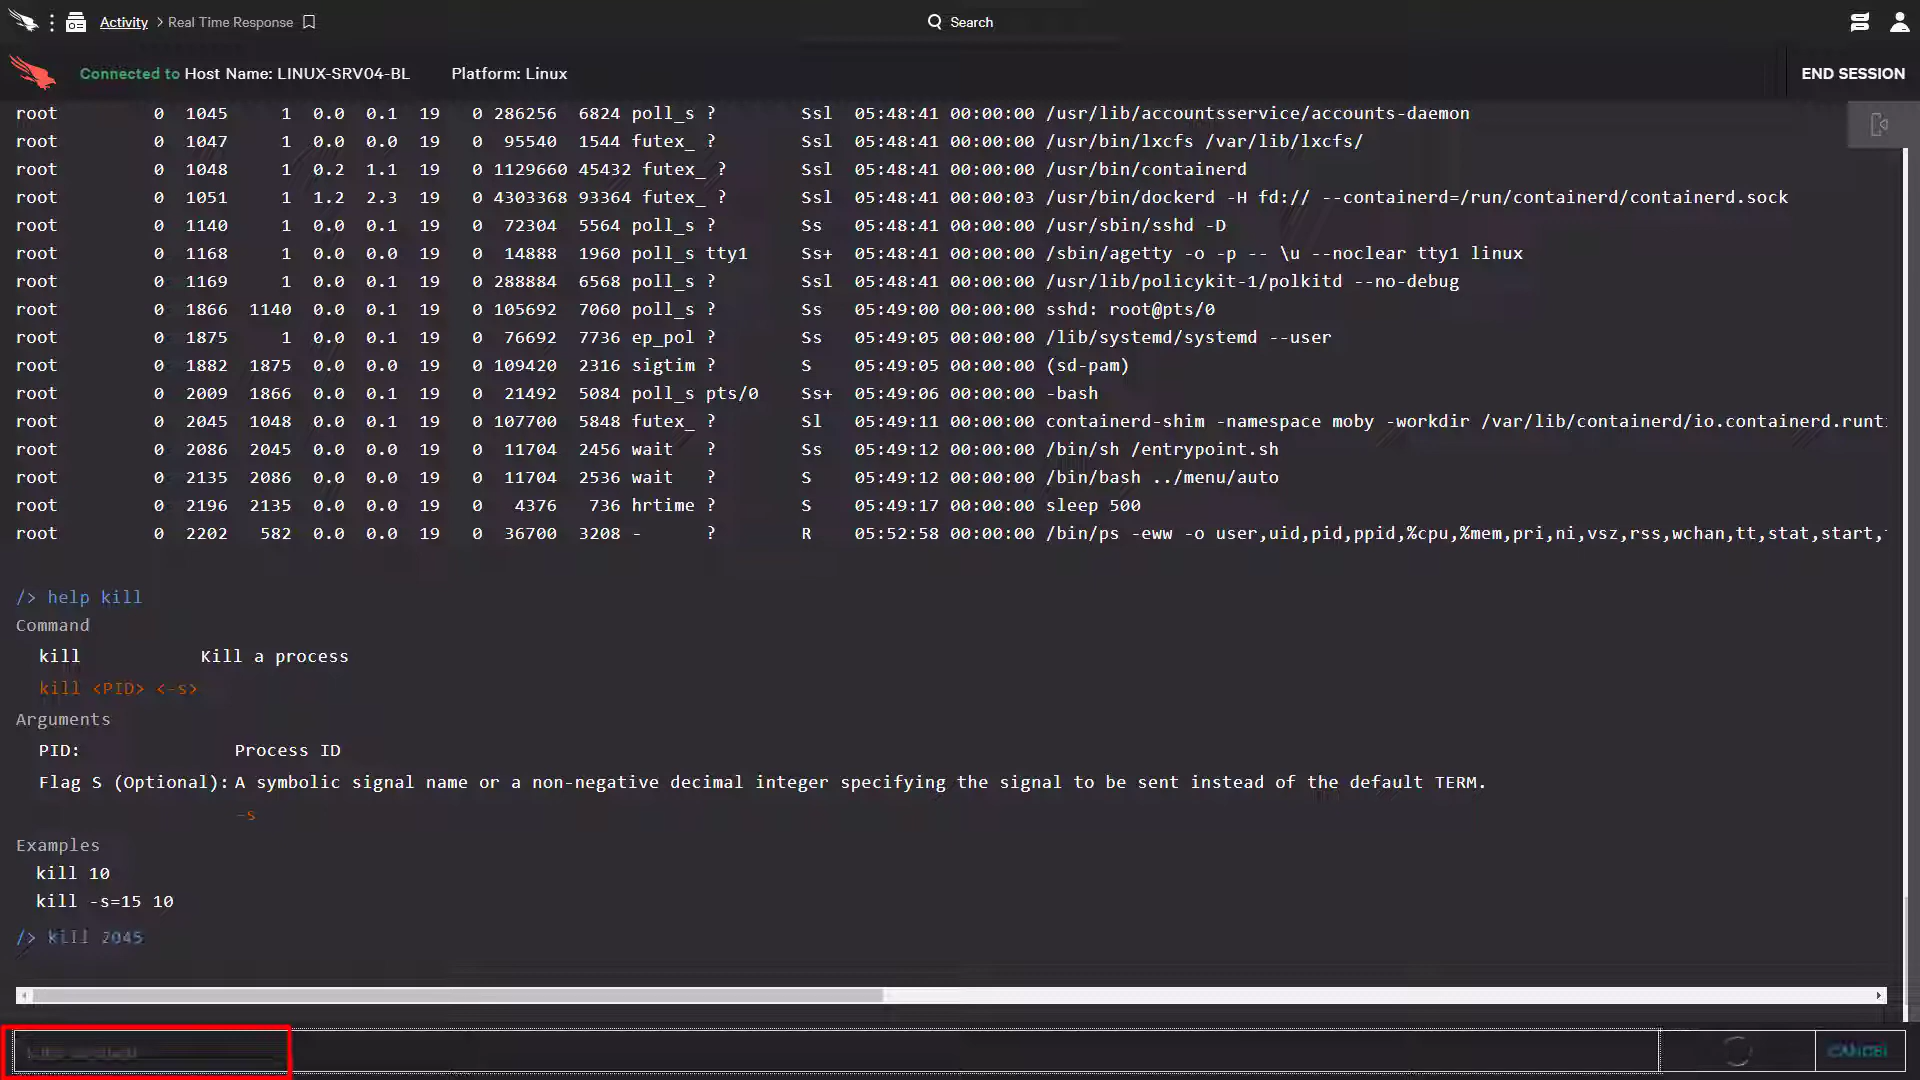 Activity > Real Time Response
Search
Connected to Host Name: LINUX-SRV04-BL Platform: Linux
END SESSION
root 0 1045 1 0.0 0.1 19 0 286256 6824 poll_s ? Ssl 05:48:41 00:00:00 /usr/lib/accountsservice/accounts-daemon
root 0 1047 1 0.0 0.0 19 0 95540 1544 futex_ ? Ssl 05:48:41 00:00:00 /usr/bin/lxcfs /var/lib/lxcfs/
root 0 1048 1 0.2 1.1 19 0 1129660 45432 futex_ ? Ssl 05:48:41 00:00:00 /usr/bin/containerd
root 0 1051 1 1.2 2.3 19 0 4303368 93364 futex_ ? Ssl 05:48:41 00:00:03 /usr/bin/dockerd -H fd:// --containerd=/run/containerd/containerd.sock
root 0 1140 1 0.0 0.1 19 0 72304 5564 poll_s ? Ss 05:48:41 00:00:00 /usr/sbin/sshd -D
root 0 1168 1 0.0 0.0 19 0 14888 1960 poll_s tty1 Ss+ 05:48:41 00:00:00 /sbin/agetty -o -p -- \u --noclear tty1 linux
root 0 1169 1 0.0 0.1 19 0 288884 6568 poll_s ? Ssl 05:48:41 00:00:00 /usr/lib/policykit-1/polkitd --no-debug
root 0 1866 1140 0.0 0.1 19 0 105692 7060 poll_s ? Ss 05:49:00 00:00:00 sshd: root@pts/0
root 0 1875 1 0.0 0.1 19 0 76692 7736 ep_pol ? Ss 05:49:05 00:00:00 /lib/systemd/systemd --user
root 0 1882 1875 0.0 0.0 19 0 109420 2316 sigtim ? S 05:49:05 00:00:00 (sd-pam)
root 0 2009 1866 0.0 0.1 19 0 21492 5084 poll_s pts/0 Ss+ 05:49:06 00:00:00 -bash
root 0 2045 1048 0.0 0.1 19 0 107700 5848 futex_ ? Sl 05:49:11 00:00:00 containerd-shim -namespace moby -workdir /var/lib/containerd/io.containerd.runt
root 0 2086 2045 0.0 0.0 19 0 11704 2456 wait ? Ss 05:49:12 00:00:00 /bin/sh /entrypoint.sh
root 0 2135 2086 0.0 0.0 19 0 11704 2536 wait ? S 05:49:12 00:00:00 /bin/bash ../menu/auto
root 0 2196 2135 0.0 0.0 19 0 4376 736 hrtime ? S 05:49:17 00:00:00 sleep 500
root 0 2202 582 0.0 0.0 19 0 36700 3208 - ? R 05:52:58 00:00:00 /bin/ps -eww -o user,uid,pid,ppid,%cpu,%mem,pri,ni,vsz,rss,wchan,tt,stat,start,
/> help kill
Command
kill Kill a process
kill <PID> <-s>
Arguments
PID: Process ID
Flag S (Optional): A symbolic signal name or a non-negative decimal integer specifying the signal to be sent instead of the default TERM.
-s
Examples
kill 10
kill -s=15 10
/> kill 2045
CANCEL